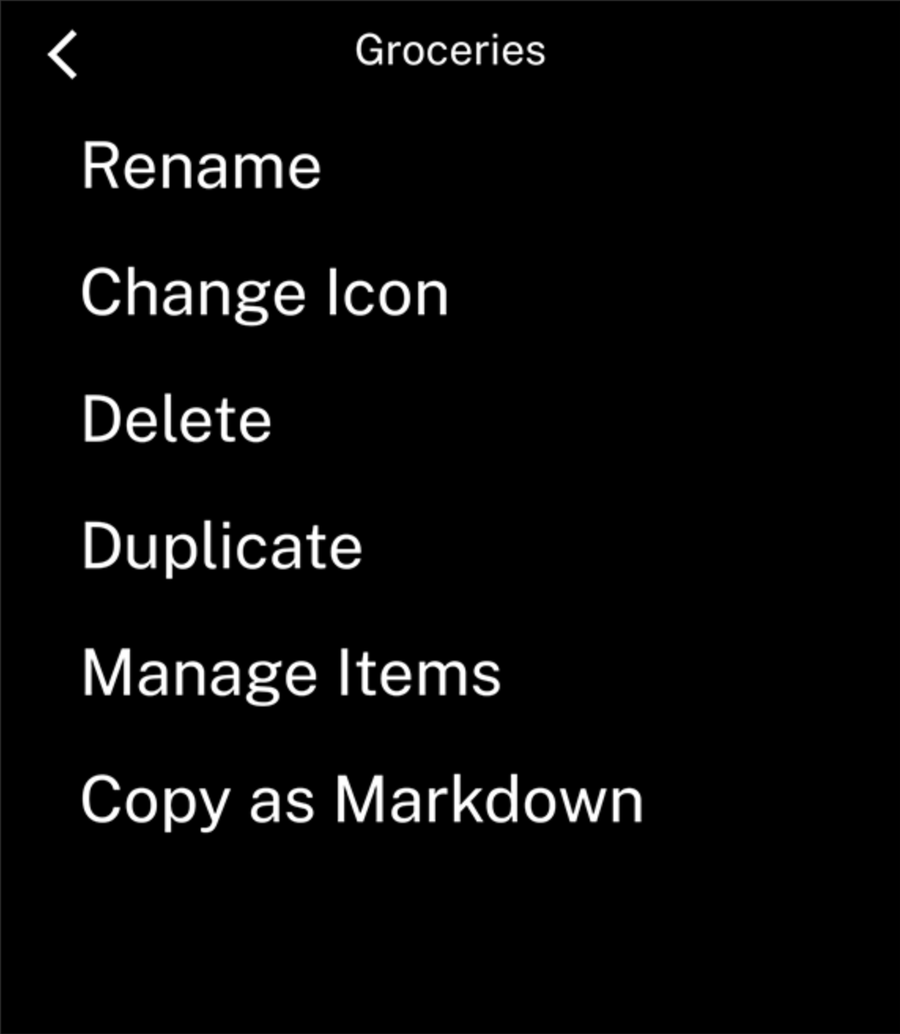 Groceries
Rename
Change Icon
Delete
Duplicate
Manage Items
Copy as Markdown